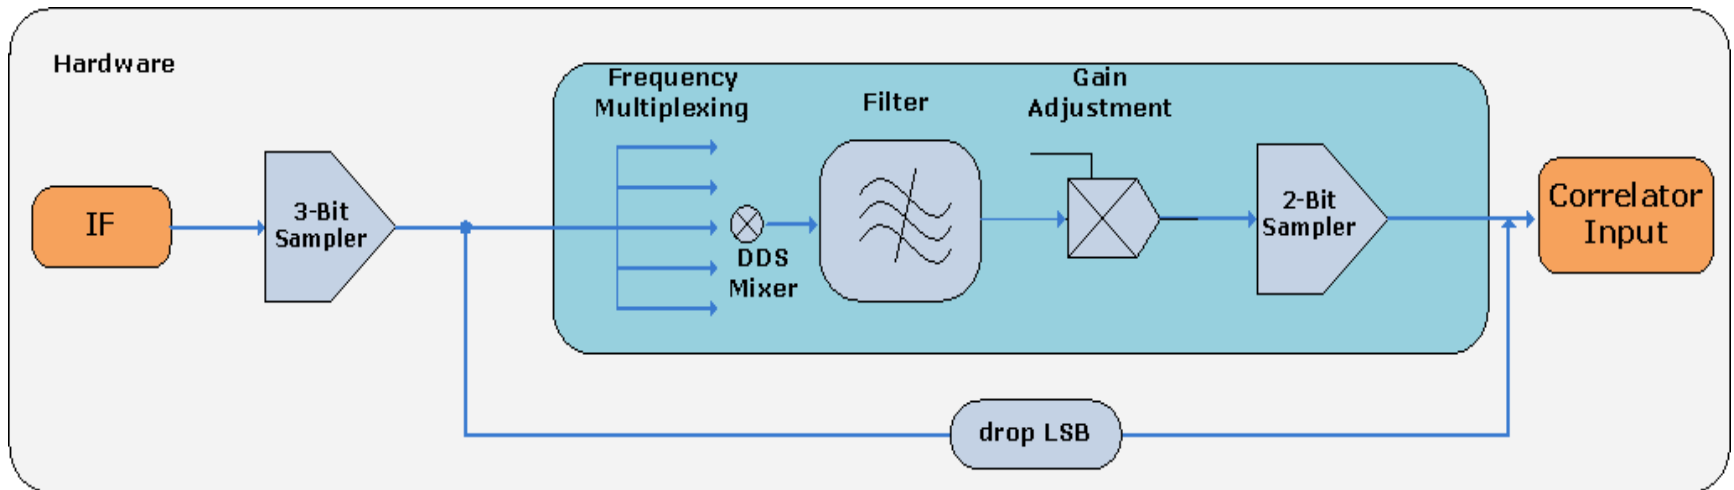 Hardware
Frequency
Multiplexing
Filter
Gain
Adjustment
IF
3-Bit
Sampler
DDS
Mixer
2-Bit
Sampler
Correlator
Input
drop LSB